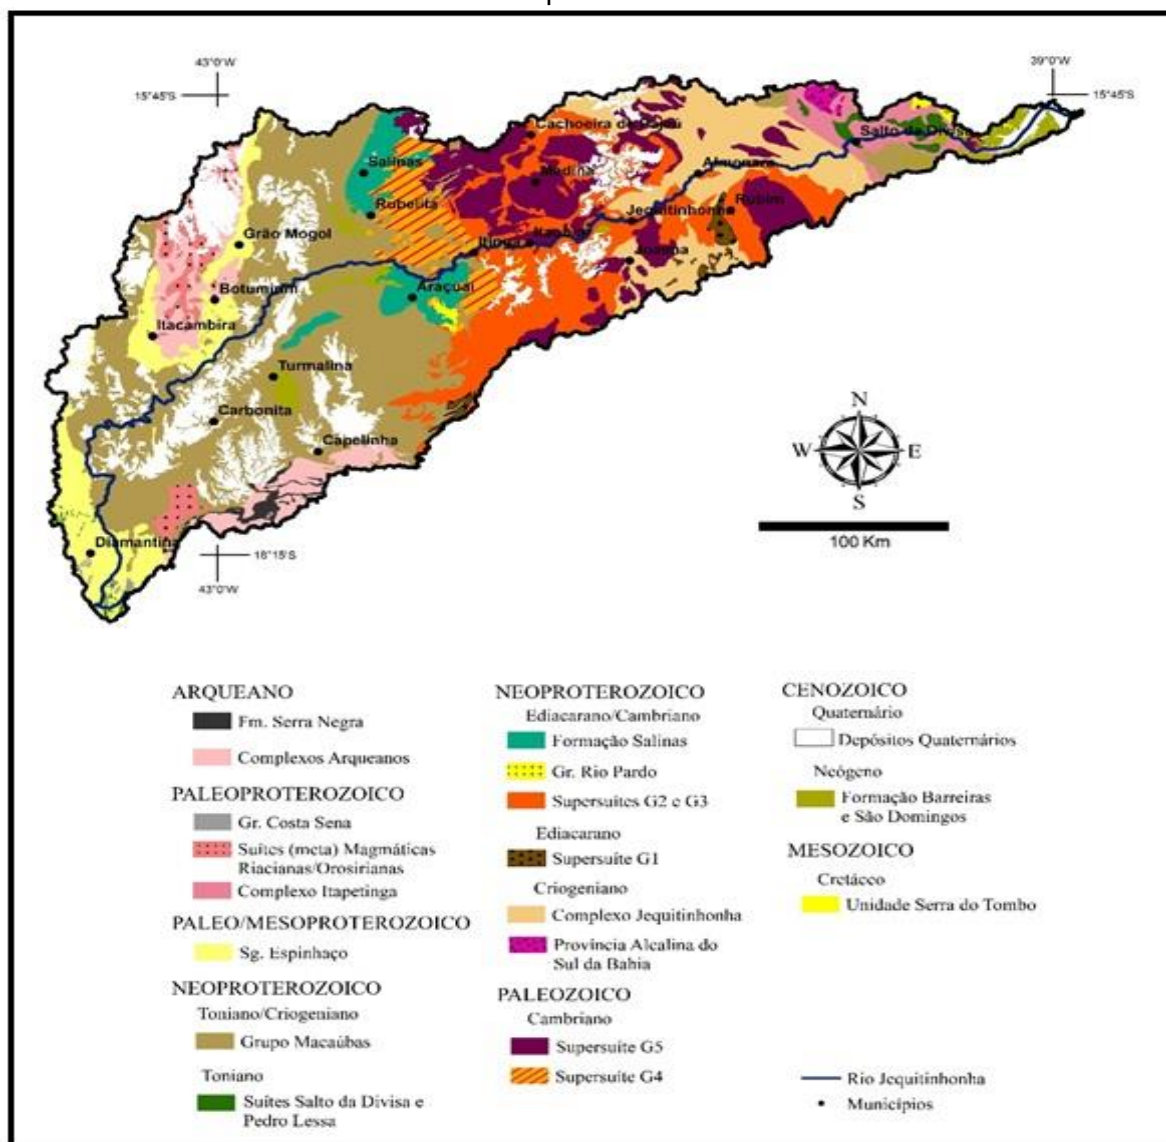 43°0'W
39°0'W
15°45'S
15°45'S
Salinas
Rubelita
Grão Mogol
Botumirim
Itacambira
Araçuaí
Turmalina
Carbonita
Capelinha
Diamantina
Cachoeira de
Medina
Itinga
Almenara
Salto da Divisa
Jequitinhonha
Rubim
Joaíma
N
W
E
S
100 Km
43°0'W
ARQUEANO
Fm. Serra Negra
Complexos Arqueanos
PALEOPROTEROZOICO
Gr. Costa Sena
Suítes (meta) Magmáticas
Riacianas/Orosirianas
Complexo Itapetinga
PALEO/MESOPROTEROZOICO
Sg. Espinhaço
NEOPROTEROZOICO
Toniano/Criogeniano
Grupo Macaúbas
Toniano
Suítes Salto da Divisa e
Pedro Lessa
NEOPROTEROZOICO
Ediacarano/Cambriano
Formação Salinas
Gr. Rio Pardo
Supersuítes G2 e G3
Ediacarano
Supersuíte G1
Criogeniano
Complexo Jequitinhonha
Província Alcalina do
Sul da Bahia
PALEOZOICO
Cambriano
Supersuíte G5
Supersuíte G4
CENOZOICO
Quaternário
Depósitos Quaternários
Neógeno
Formação Barreiras
e São Domingos
MESOZOICO
Cretáceo
Unidade Serra do Tombo
Rio Jequitinhonha
Municípios